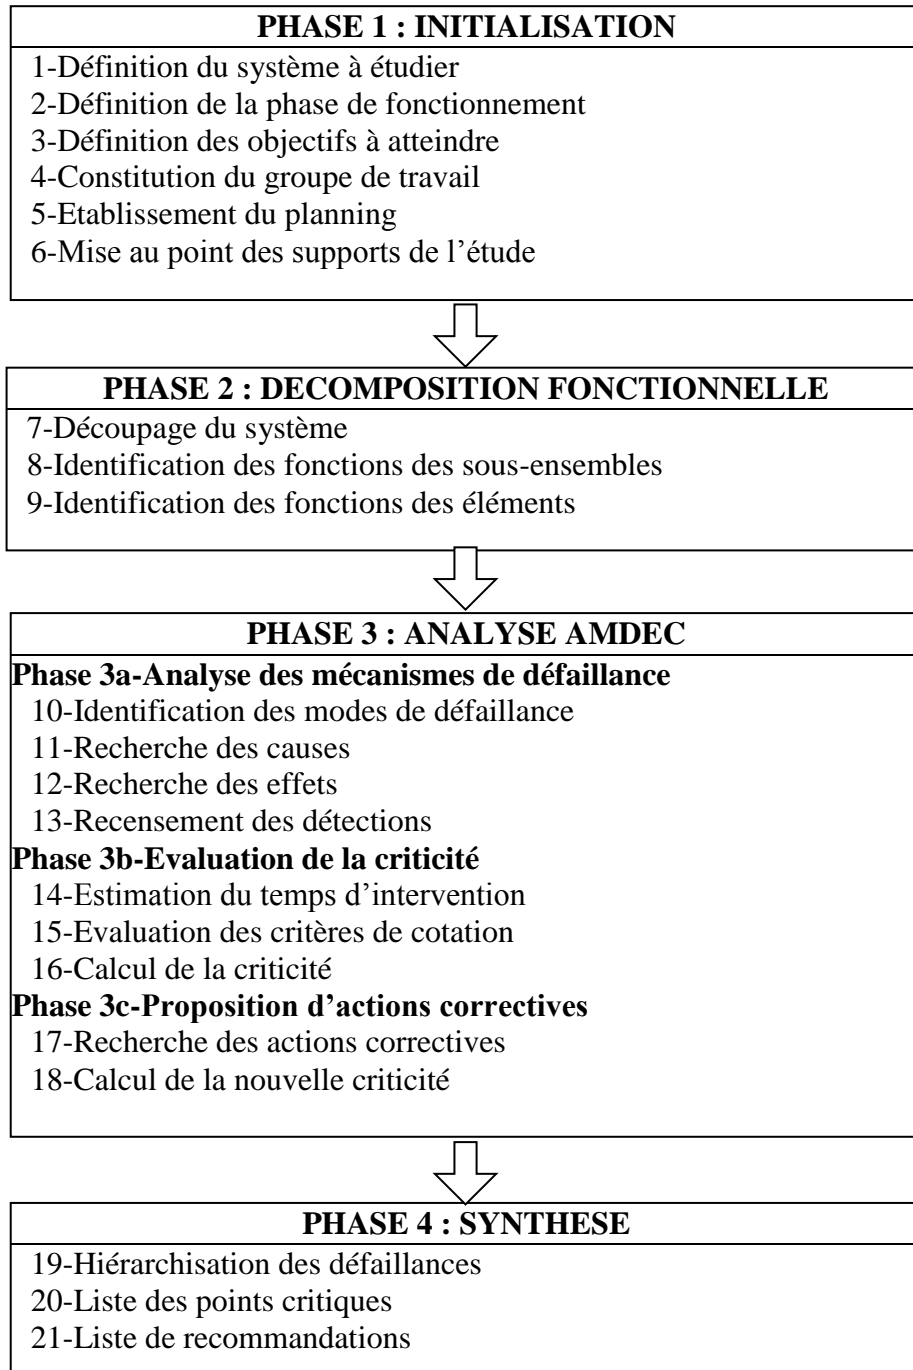 PHASE 1 : INITIALISATION
1-Définition du système à étudier
2-Définition de la phase de fonctionnement
3-Définition des objectifs à atteindre
4-Constitution du groupe de travail
5-Etablissement du planning
6-Mise au point des supports de l’étude
PHASE 2 : DECOMPOSITION FONCTIONNELLE
7-Découpage du système
8-Identification des fonctions des sous-ensembles
9-Identification des fonctions des éléments
PHASE 3 : ANALYSE AMDEC
Phase 3a-Analyse des mécanismes de défaillance
10-Identification des modes de défaillance
11-Recherche des causes
12-Recherche des effets
13-Recensement des détections
Phase 3b-Evaluation de la criticité
14-Estimation du temps d’intervention
15-Evaluation des critères de cotation
16-Calcul de la criticité
Phase 3c-Proposition d’actions correctives
17-Recherche des actions correctives
18-Calcul de la nouvelle criticité
PHASE 4 : SYNTHESE
19-Hiérarchisation des défaillances
20-Liste des points critiques
21-Liste de recommandations